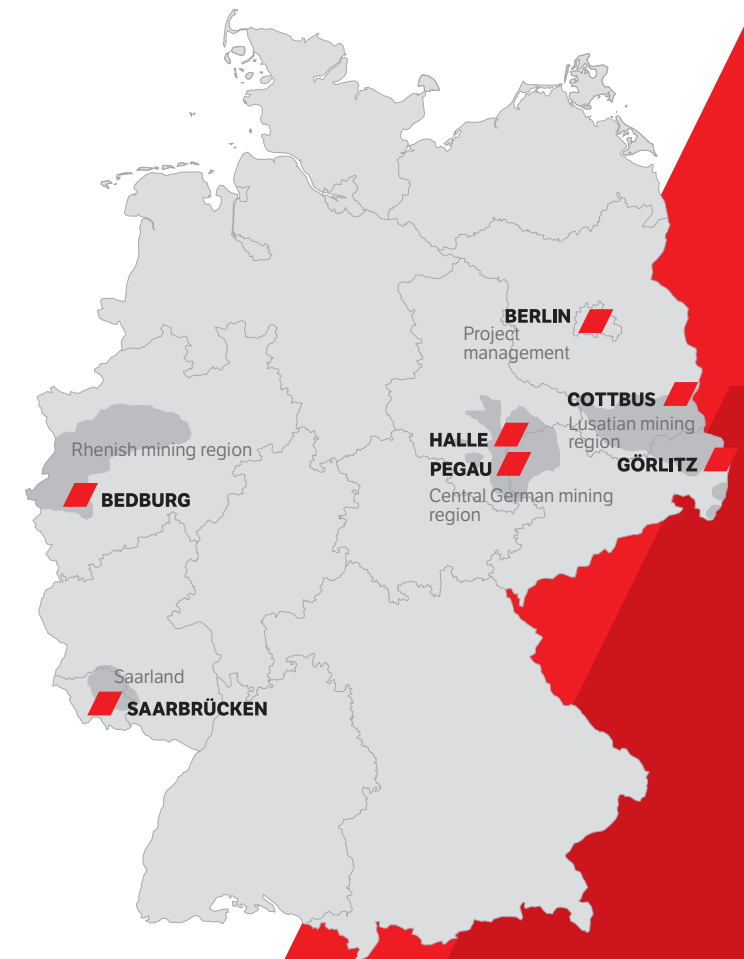 BERLIN
Project
management
COTTBUS
Lusatian mining
region
HALLE
PEGAU
GÖRLITZ
Central German mining
region
Rhenish mining region
BEDBURG
Saarland
SAARBRÜCKEN